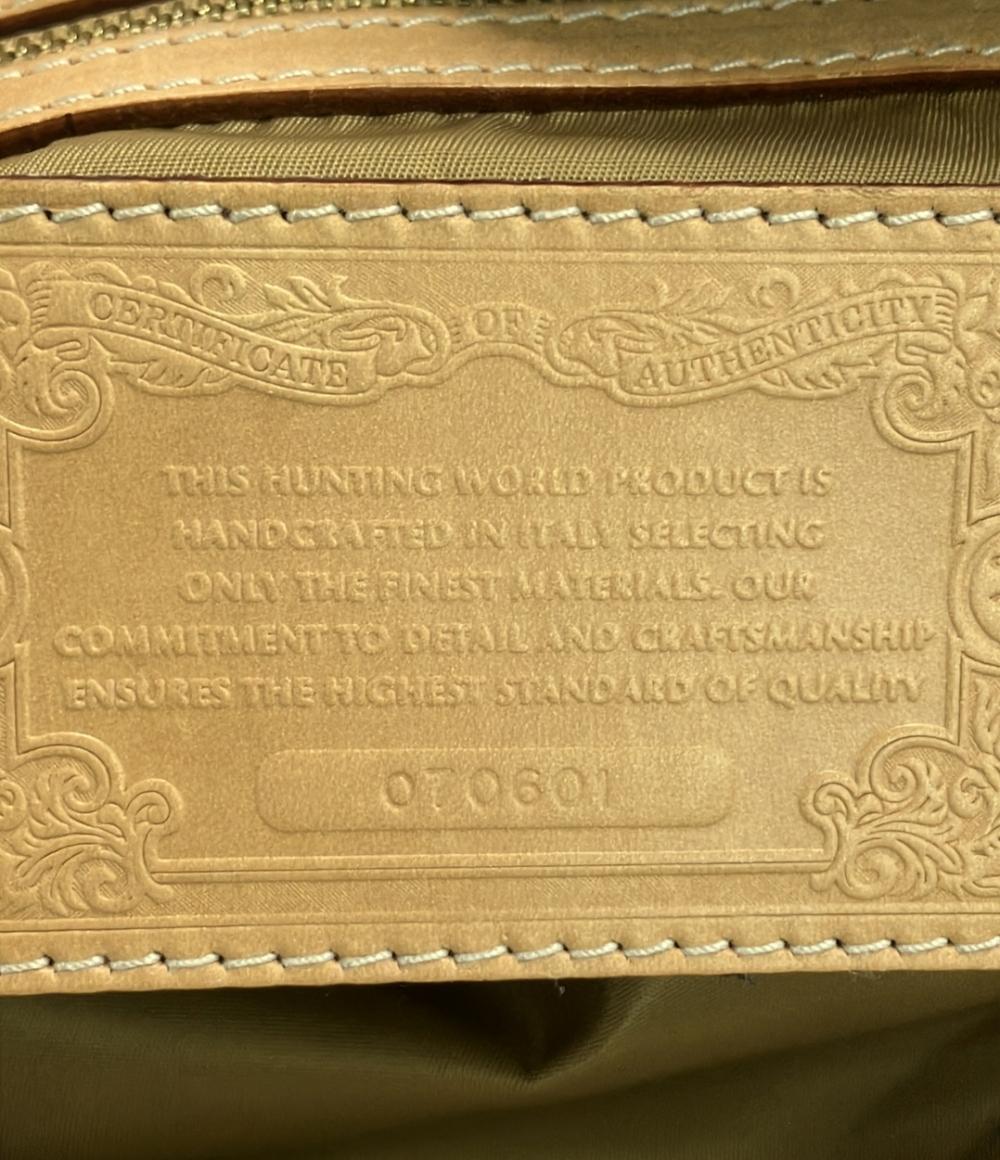 CERTIFICATE OF AUTHENTICITY
THIS HUNTING WORLD PRODUCT IS
HANDCRAFTED IN ITALY SELECTING
ONLY THE FINEST MATERIALS. OUR
COMMITMENT TO DETAIL AND CRAFTSMANSHIP
ENSURES THE HIGHEST STANDARD OF QUALITY
070601